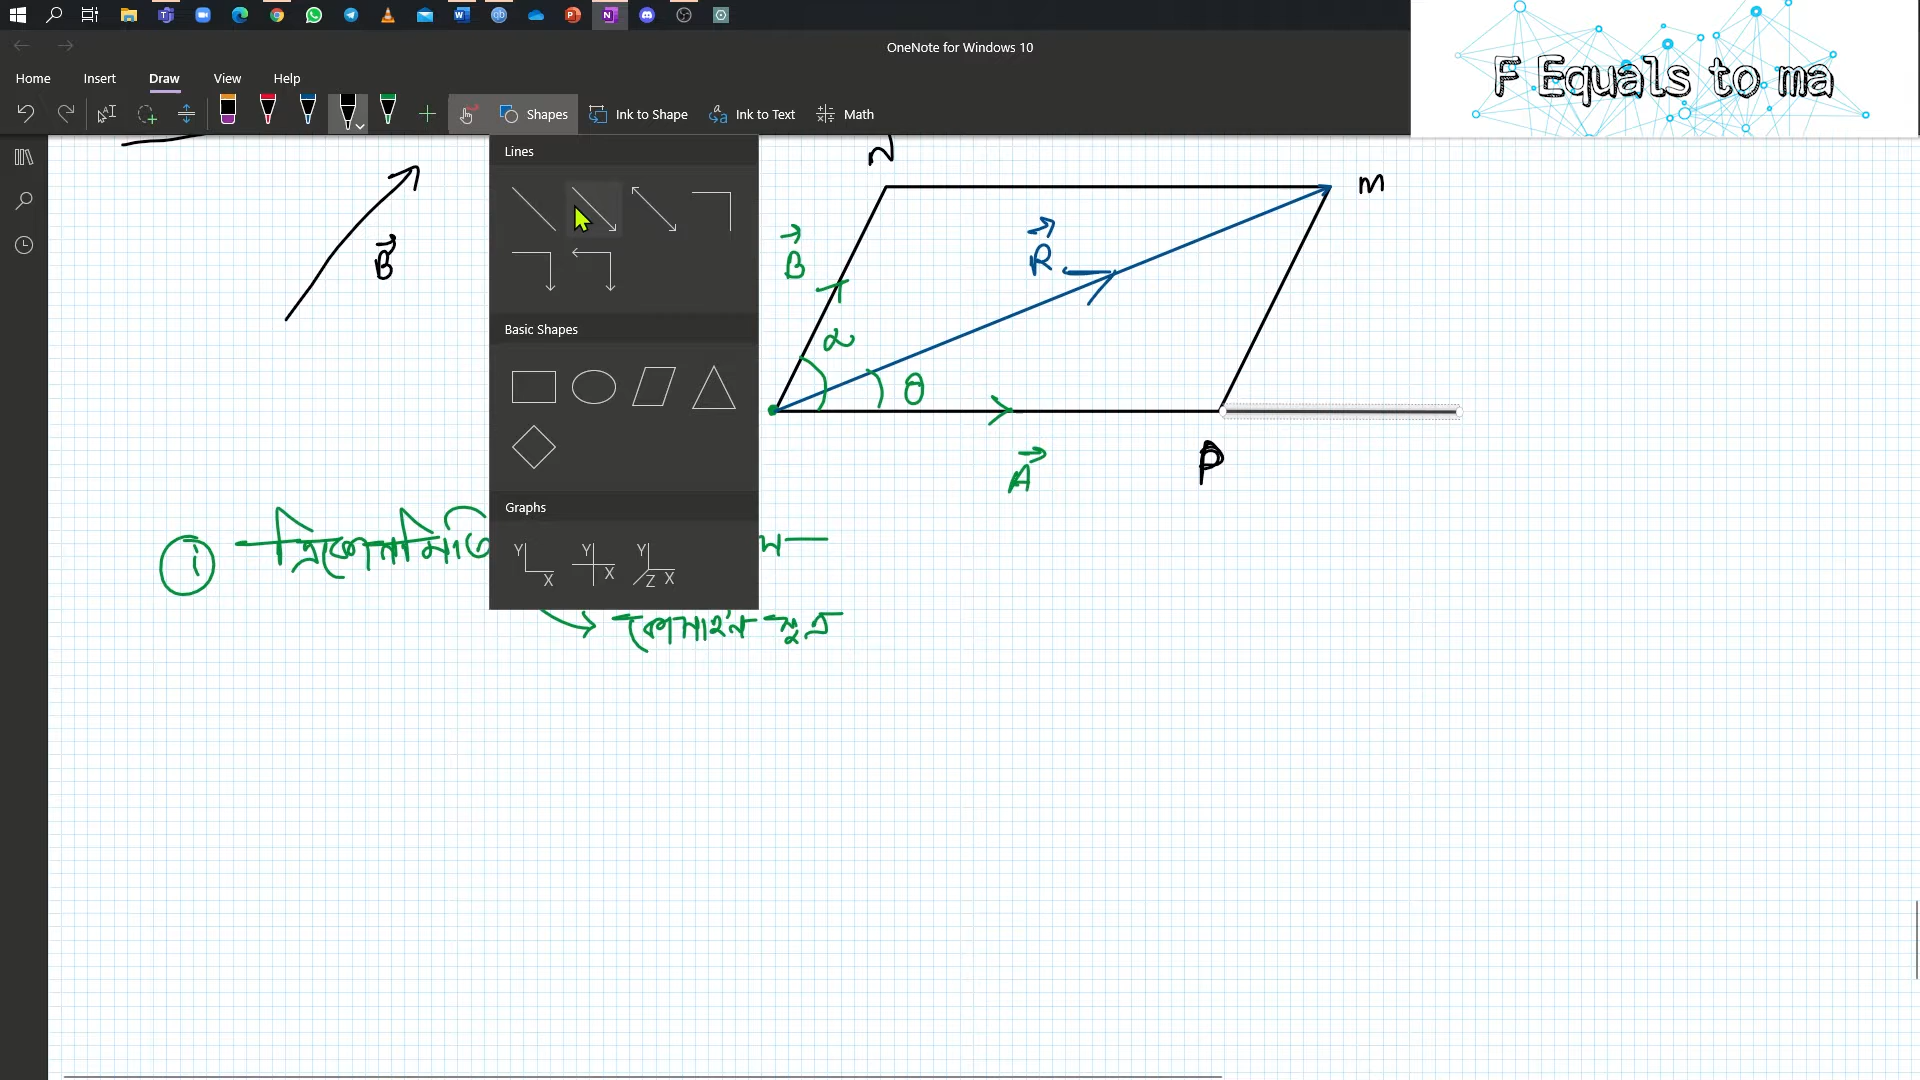 OneNote for Windows 10
F Equals to ma
Home Insert Draw View Help
Shapes Ink to Shape Ink to Text Math
Lines
Basic Shapes
Graphs
Y X Y X Y Z X
B
N
M
B
R
α
θ
A
P
i
কোসাইন সূত্র